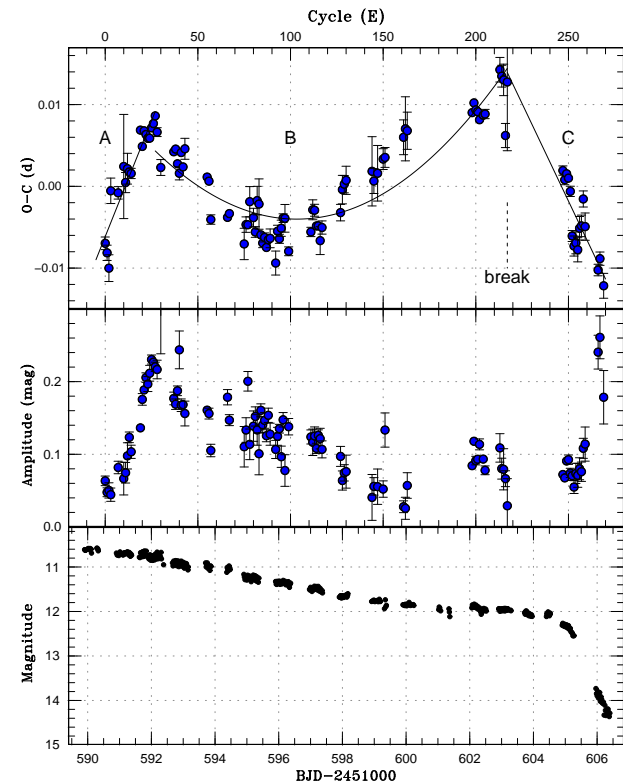 Cycle (E)
0 50 100 150 200 250
0.01
0.00
−0.01
O-C (d)
A
B
C
break
0.2
0.1
0.0
Amplitude (mag)
11
12
13
14
15
Magnitude
590 592 594 596 598 600 602 604 606
BJD-2451000